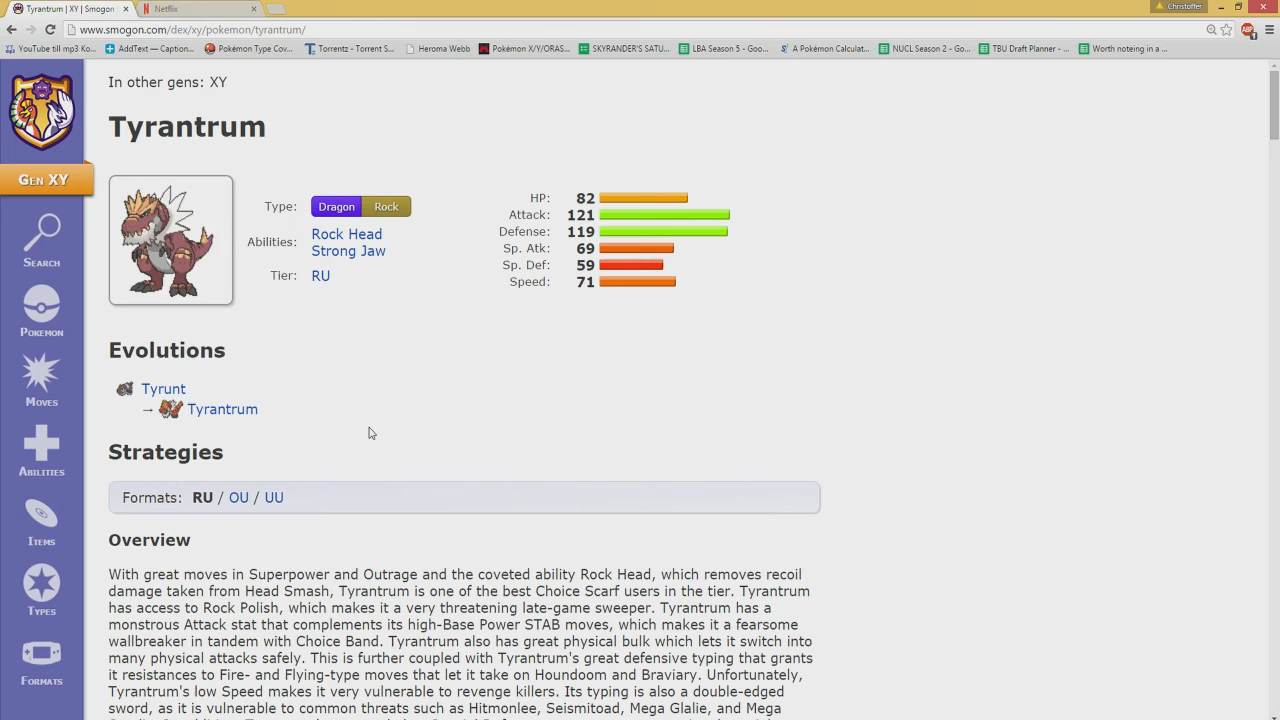 Tyrantrum | XY | Smogon
Netflix
Christoffer
www.smogon.com/dex/xy/pokemon/tyrantrum/
YouTube till mp3 Ko...
AddText — Caption...
Pokémon Type Cov...
Torrentz - Torrent S...
Heroma Webb
Pokémon X/Y/ORAS...
SKYRANDER'S SATU...
LBA Season 5 - Goo...
A Pokémon Calculat...
NUCL Season 2 - Go...
TBU Draft Planner - ...
Worth noteing in a ...
In other gens: XY
Tyrantrum
GEN XY
SEARCH
POKEMON
MOVES
ABILITIES
ITEMS
TYPES
FORMATS
Type: Dragon Rock
Abilities: Rock Head
Strong Jaw
Tier: RU
HP: 82
Attack: 121
Defense: 119
Sp. Atk: 69
Sp. Def: 59
Speed: 71
Evolutions
Tyrunt
→ Tyrantrum
Strategies
Formats: RU / OU / UU
Overview
With great moves in Superpower and Outrage and the coveted ability Rock Head, which removes recoil
damage taken from Head Smash, Tyrantrum is one of the best Choice Scarf users in the tier. Tyrantrum
has access to Rock Polish, which makes it a very threatening late-game sweeper. Tyrantrum has a
monstrous Attack stat that complements its high-Base Power STAB moves, which makes it a fearsome
wallbreaker in tandem with Choice Band. Tyrantrum also has great physical bulk which lets it switch into
many physical attacks safely. This is further coupled with Tyrantrum's great defensive typing that grants
it resistances to Fire- and Flying-type moves that let it take on Houndoom and Braviary. Unfortunately,
Tyrantrum's low Speed makes it very vulnerable to revenge killers. Its typing is also a double-edged
sword, as it is vulnerable to common threats such as Hitmonlee, Seismitoad, Mega Glalie, and Mega